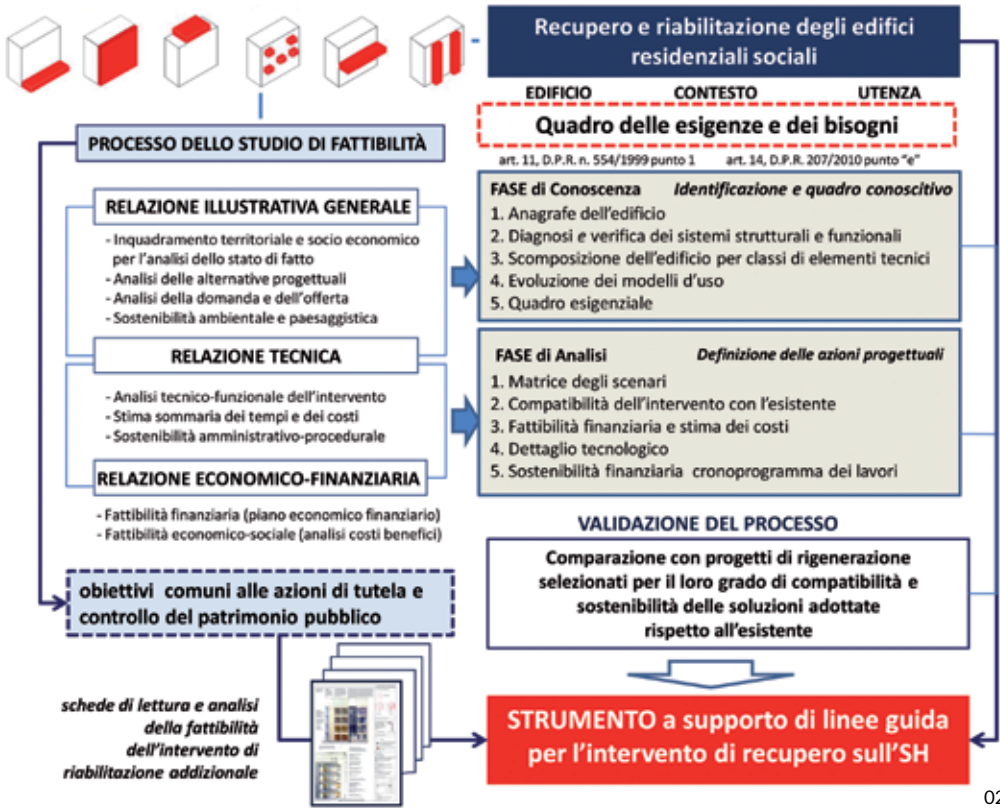 Recupero e riabilitazione degli edifici
residenziali sociali
EDIFICIO CONTESTO UTENZA
Quadro delle esigenze e dei bisogni
art. 11, D.P.R. n. 554/1999 punto 1 art. 14, D.P.R. 207/2010 punto "e"
PROCESSO DELLO STUDIO DI FATTIBILITÀ
RELAZIONE ILLUSTRATIVA GENERALE
- Inquadramento territoriale e socio economico
per l'analisi dello stato di fatto
- Analisi delle alternative progettuali
- Analisi della domanda e dell'offerta
- Sostenibilità ambientale e paesaggistica
RELAZIONE TECNICA
- Analisi tecnico-funzionale dell'intervento
- Stima sommaria dei tempi e dei costi
- Sostenibilità amministrativo-procedurale
RELAZIONE ECONOMICO-FINANZIARIA
- Fattibilità finanziaria (piano economico finanziario)
- Fattibilità economico-sociale (analisi costi benefici)
obiettivi comuni alle azioni di tutela e
controllo del patrimonio pubblico
schede di lettura e analisi
della fattibilità
dell'intervento di
riabilitazione addizionale
FASE di Conoscenza Identificazione e quadro conoscitivo
1. Anagrafe dell'edificio
2. Diagnosi e verifica dei sistemi strutturali e funzionali
3. Scomposizione dell'edificio per classi di elementi tecnici
4. Evoluzione dei modelli d'uso
5. Quadro esigenziale
FASE di Analisi Definizione delle azioni progettuali
1. Matrice degli scenari
2. Compatibilità dell'intervento con l'esistente
3. Fattibilità finanziaria e stima dei costi
4. Dettaglio tecnologico
5. Sostenibilità finanziaria cronoprogramma dei lavori
VALIDAZIONE DEL PROCESSO
Comparazione con progetti di rigenerazione
selezionati per il loro grado di compatibilità e
sostenibilità delle soluzioni adottate
rispetto all'esistente
STRUMENTO a supporto di linee guida
per l'intervento di recupero sull'SH
02